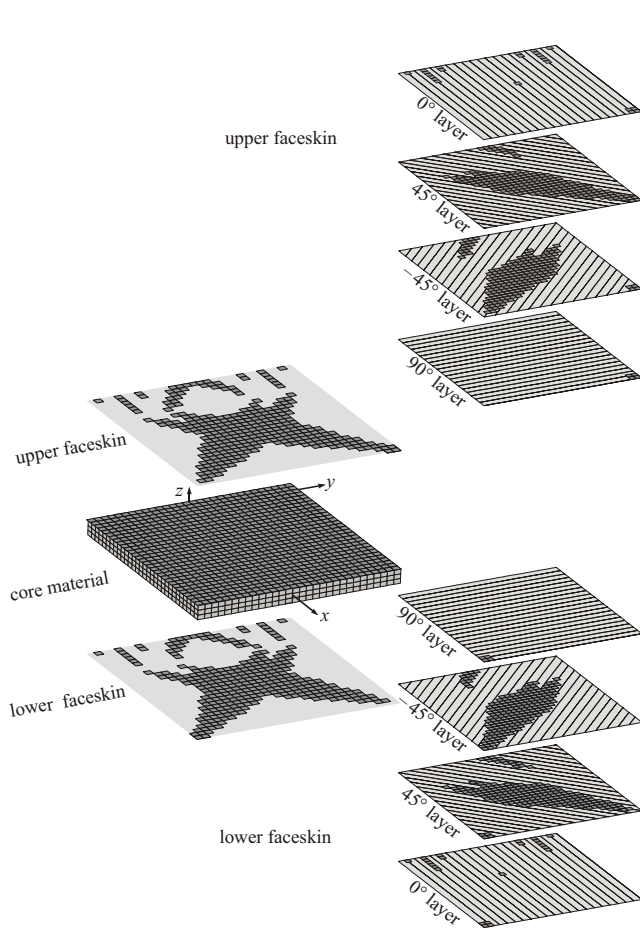 0° layer
upper faceskin
45° layer
−45° layer
90° layer
upper faceskin
z
y
core material
x
90° layer
lower faceskin
−45° layer
45° layer
lower faceskin
0° layer